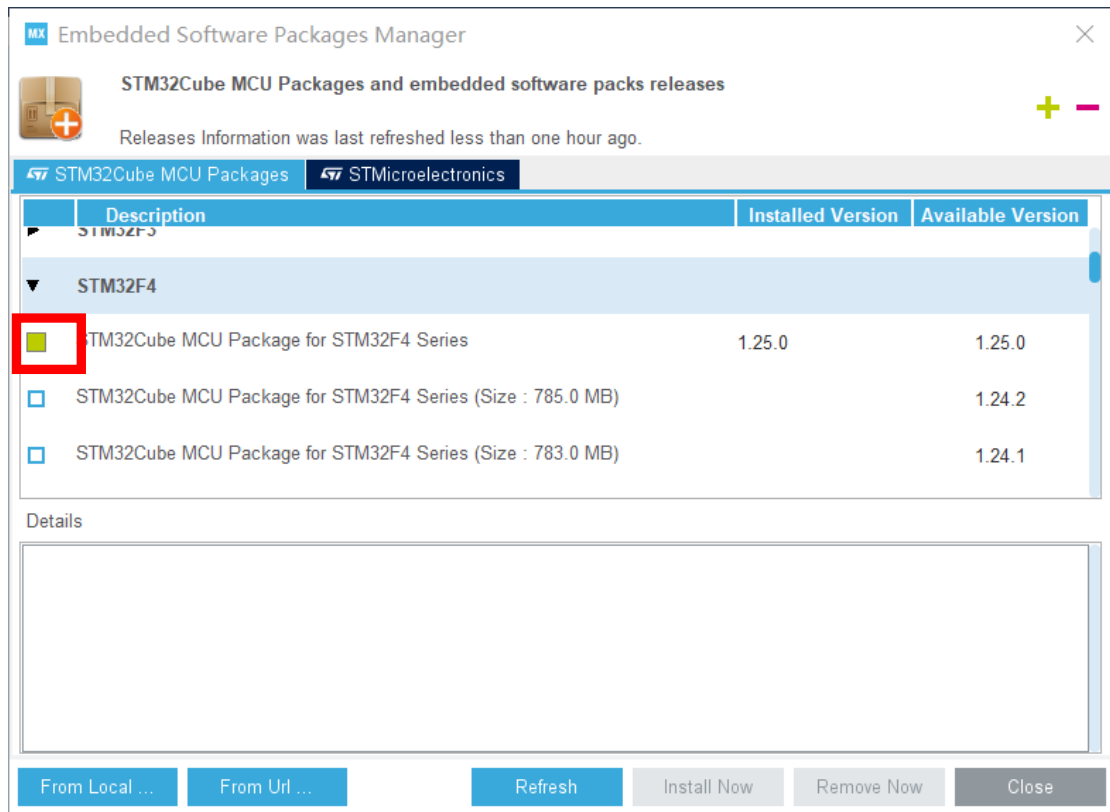 MX Embedded Software Packages Manager
STM32Cube MCU Packages and embedded software packs releases
Releases Information was last refreshed less than one hour ago.
STM32Cube MCU Packages STMicroelectronics
Description Installed Version Available Version
STM32F3
STM32F4
STM32Cube MCU Package for STM32F4 Series 1.25.0 1.25.0
STM32Cube MCU Package for STM32F4 Series (Size : 785.0 MB) 1.24.2
STM32Cube MCU Package for STM32F4 Series (Size : 783.0 MB) 1.24.1
Details
From Local ... From Url ... Refresh Install Now Remove Now Close